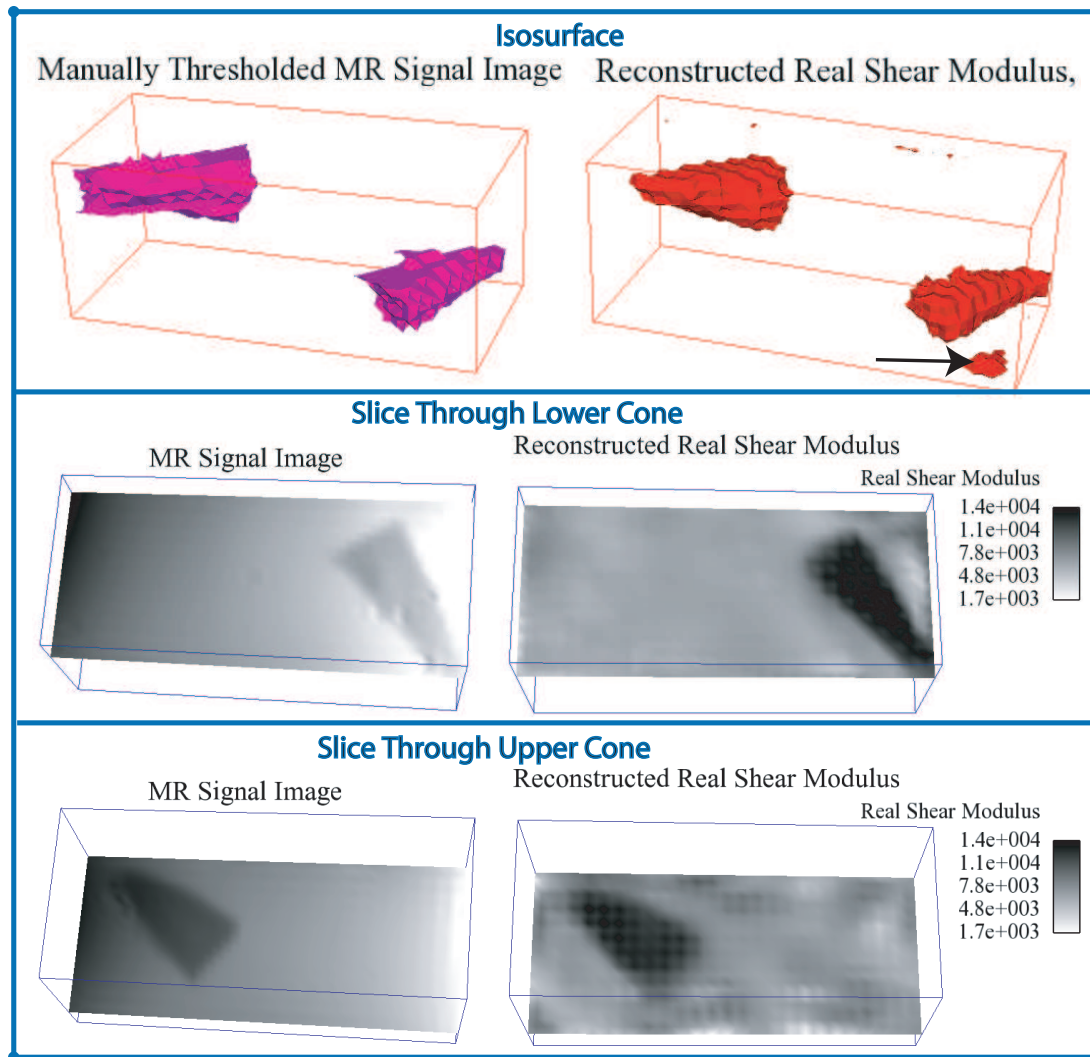 Isosurface
Manually Thresholded MR Signal Image
Reconstructed Real Shear Modulus,
Slice Through Lower Cone
MR Signal Image
Reconstructed Real Shear Modulus
Real Shear Modulus
1.4e+004
1.1e+004
7.8e+003
4.8e+003
1.7e+003
Slice Through Upper Cone
MR Signal Image
Reconstructed Real Shear Modulus
Real Shear Modulus
1.4e+004
1.1e+004
7.8e+003
4.8e+003
1.7e+003